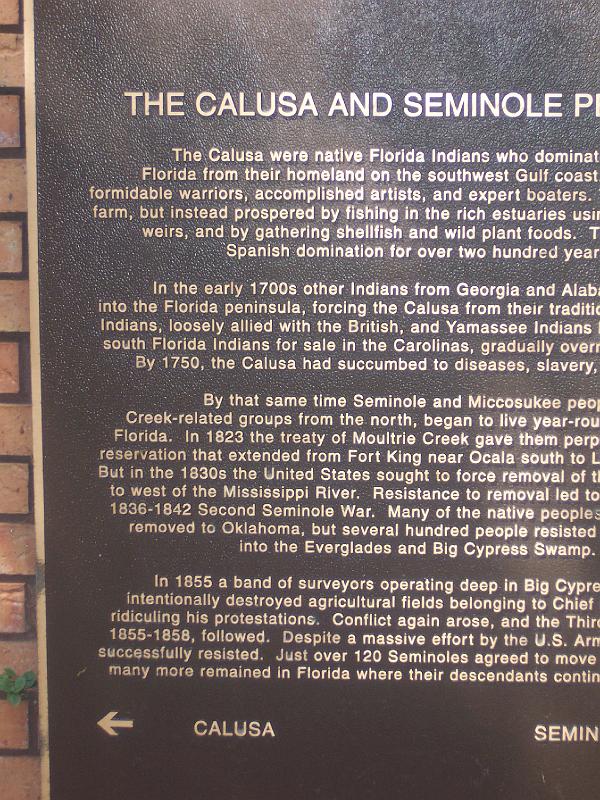 THE CALUSA AND SEMINOLE P
The Calusa were native Florida Indians who dominat
Florida from their homeland on the southwest Gulf coast.
formidable warriors, accomplished artists, and expert boaters.
farm, but instead prospered by fishing in the rich estuaries usin
weirs, and by gathering shellfish and wild plant foods. T
Spanish domination for over two hundred year
In the early 1700s other Indians from Georgia and Alaba
into the Florida peninsula, forcing the Calusa from their traditio
Indians, loosely allied with the British, and Yamassee Indians
south Florida Indians for sale in the Carolinas, gradually overr
By 1750, the Calusa had succumbed to diseases, slavery,
By that same time Seminole and Miccosukee peop
Creek-related groups from the north, began to live year-rou
Florida. In 1823 the treaty of Moultrie Creek gave them perp
reservation that extended from Fort King near Ocala south to L
But in the 1830s the United States sought to force removal of th
to west of the Mississippi River. Resistance to removal led to
1836-1842 Second Seminole War. Many of the native peoples
removed to Oklahoma, but several hundred people resisted
into the Everglades and Big Cypress Swamp.
In 1855 a band of surveyors operating deep in Big Cypre
intentionally destroyed agricultural fields belonging to Chief
ridiculing his protestations. Conflict again arose, and the Thir
1855-1858, followed. Despite a massive effort by the U.S. Arm
successfully resisted. Just over 120 Seminoles agreed to move
many more remained in Florida where their descendants contin
← CALUSA SEMIN